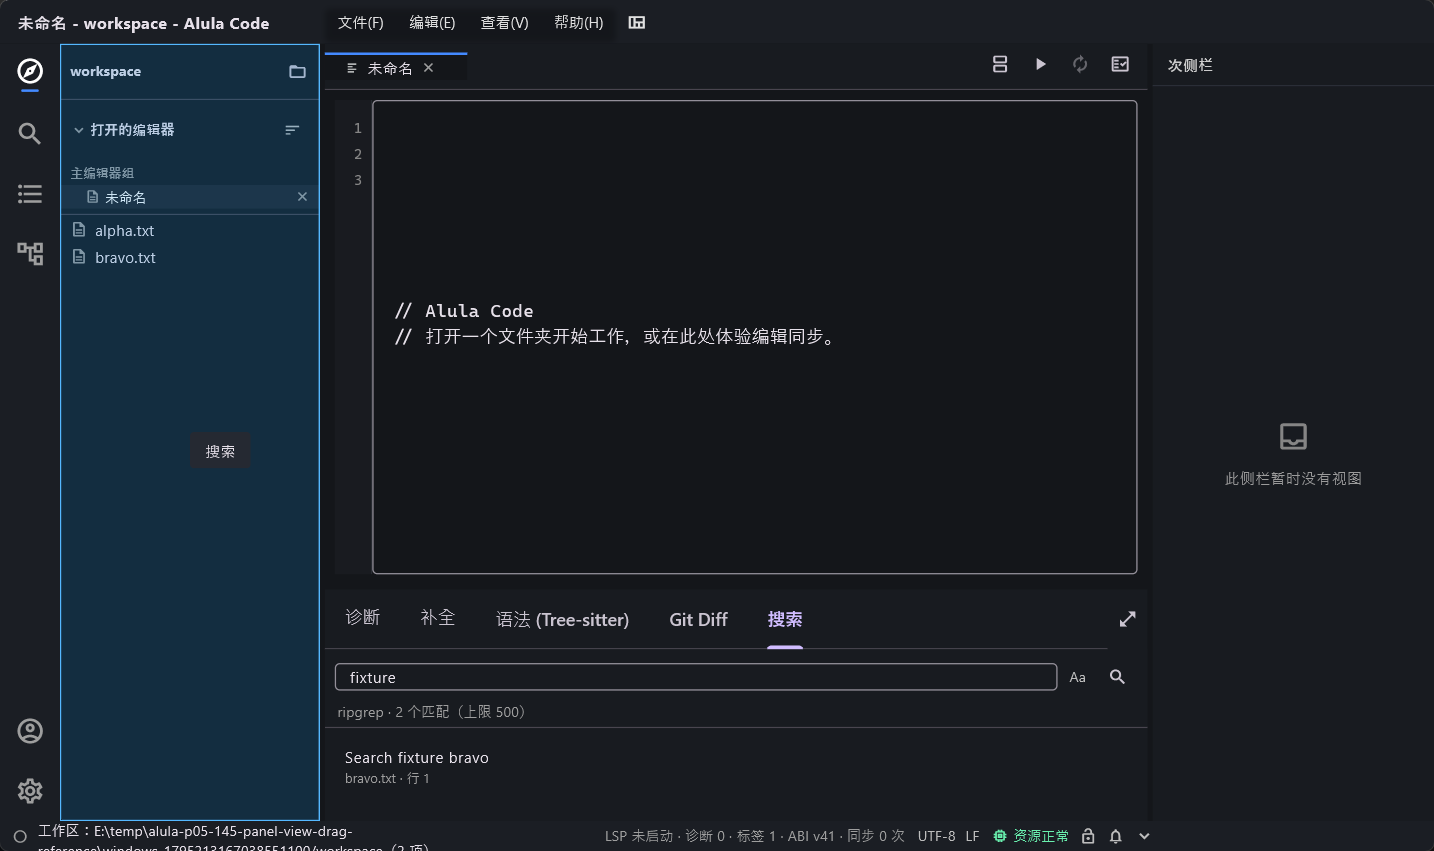 未命名 - workspace - Alula Code
文件(F) 编辑(E) 查看(V) 帮助(H)
workspace
打开的编辑器
主编辑器组
未命名
alpha.txt
bravo.txt
搜索
未命名
1
2
3
// Alula Code
// 打开一个文件夹开始工作, 或在此处体验编辑同步。
诊断 补全 语法 (Tree-sitter) Git Diff 搜索
fixture
Aa
ripgrep · 2 个匹配（上限 500）
Search fixture bravo
bravo.txt · 行 1
次侧栏
此侧栏暂时没有视图
工作区：E:\temp\alula-p05-145-panel-view-drag-
reference\windows-1795213167038551100/workspace（2 项）
LSP 未启动 · 诊断 0 · 标签 1 · ABI v41 · 同步 0 次 UTF-8 LF 资源正常